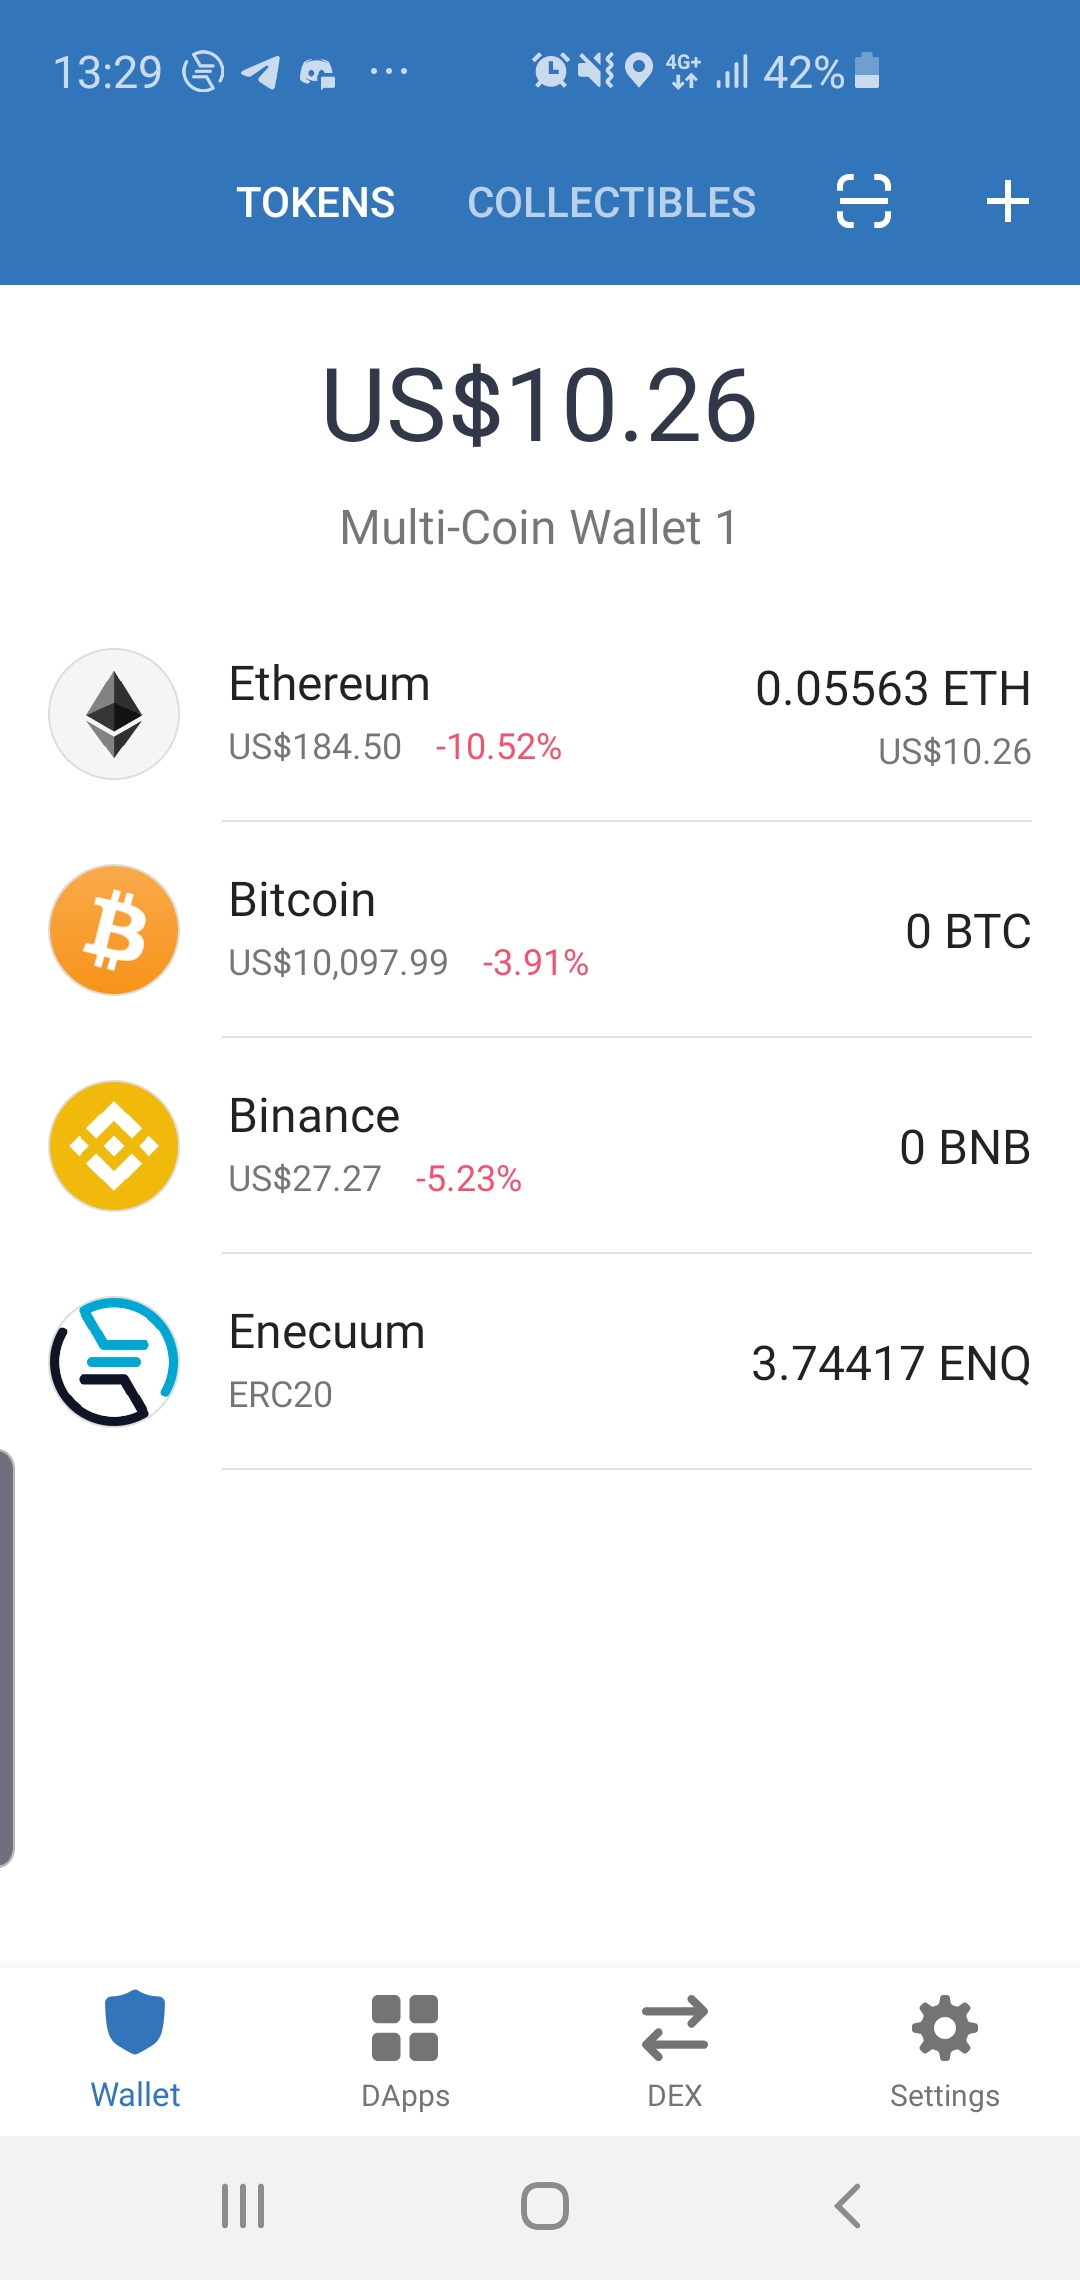 13:29 ... 4G+ 42%
TOKENS COLLECTIBLES
US$10.26
Multi-Coin Wallet 1
Ethereum 0.05563 ETH
US$184.50 -10.52% US$10.26
Bitcoin 0 BTC
US$10,097.99 -3.91%
Binance 0 BNB
US$27.27 -5.23%
Enecuum 3.74417 ENQ
ERC20
Wallet DApps DEX Settings